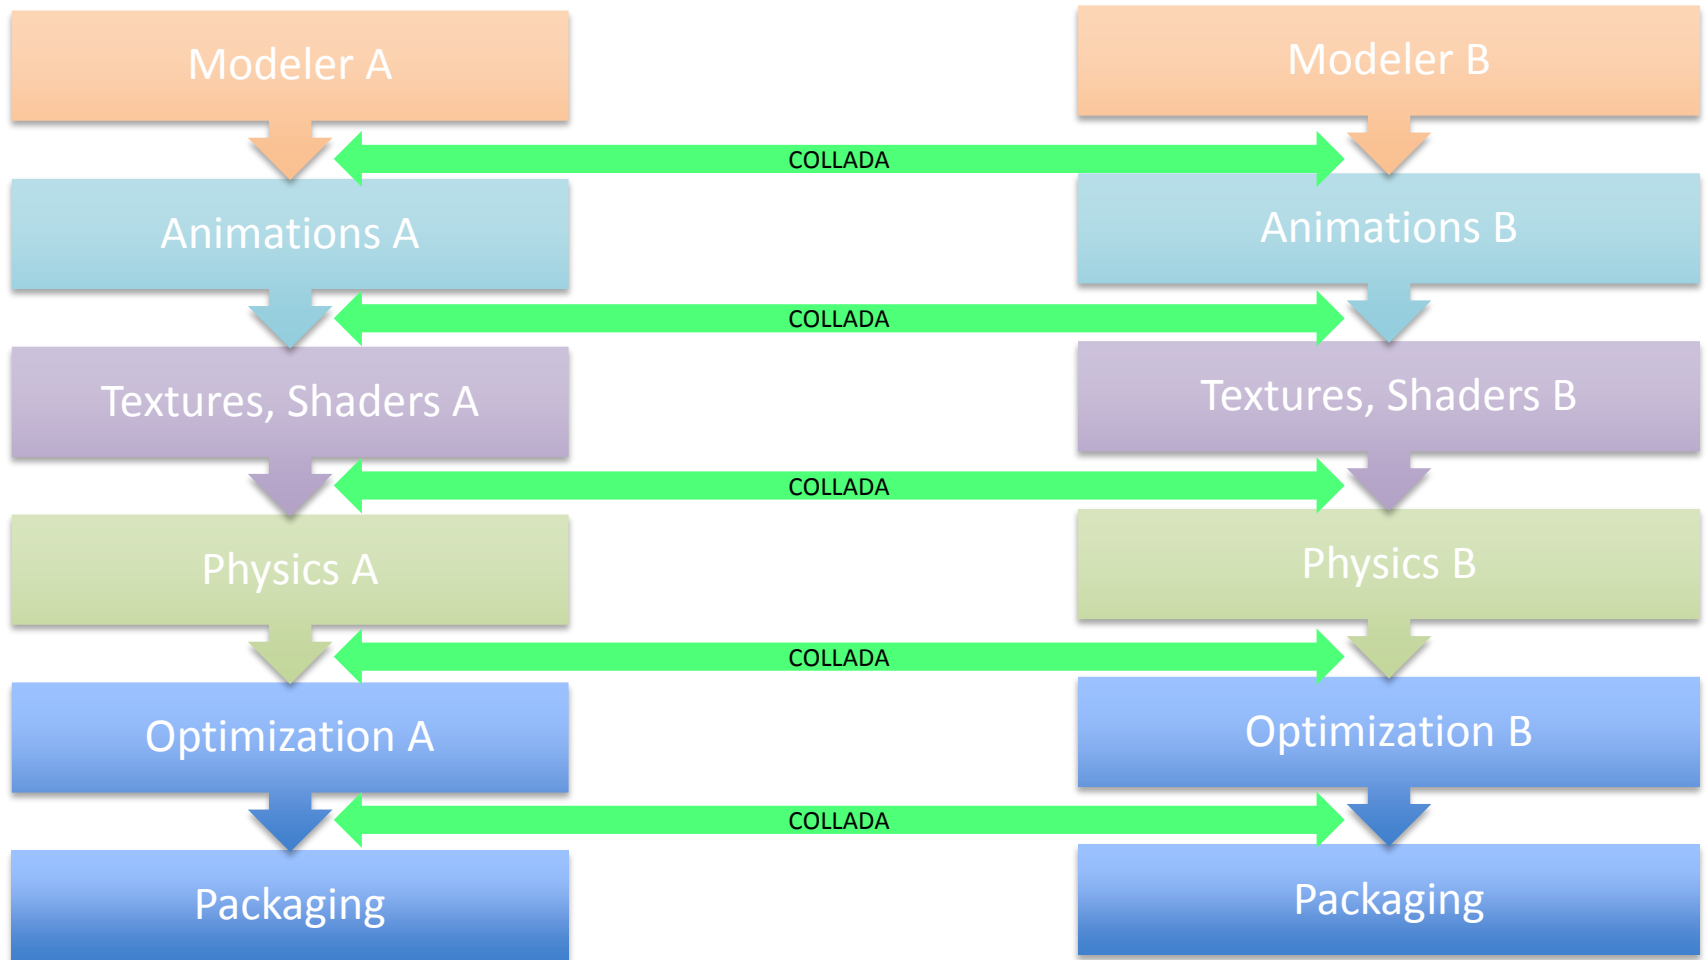 Modeler A
Modeler B
COLLADA
Animations A
Animations B
COLLADA
Textures, Shaders A
Textures, Shaders B
COLLADA
Physics A
Physics B
COLLADA
Optimization A
Optimization B
COLLADA
Packaging
Packaging